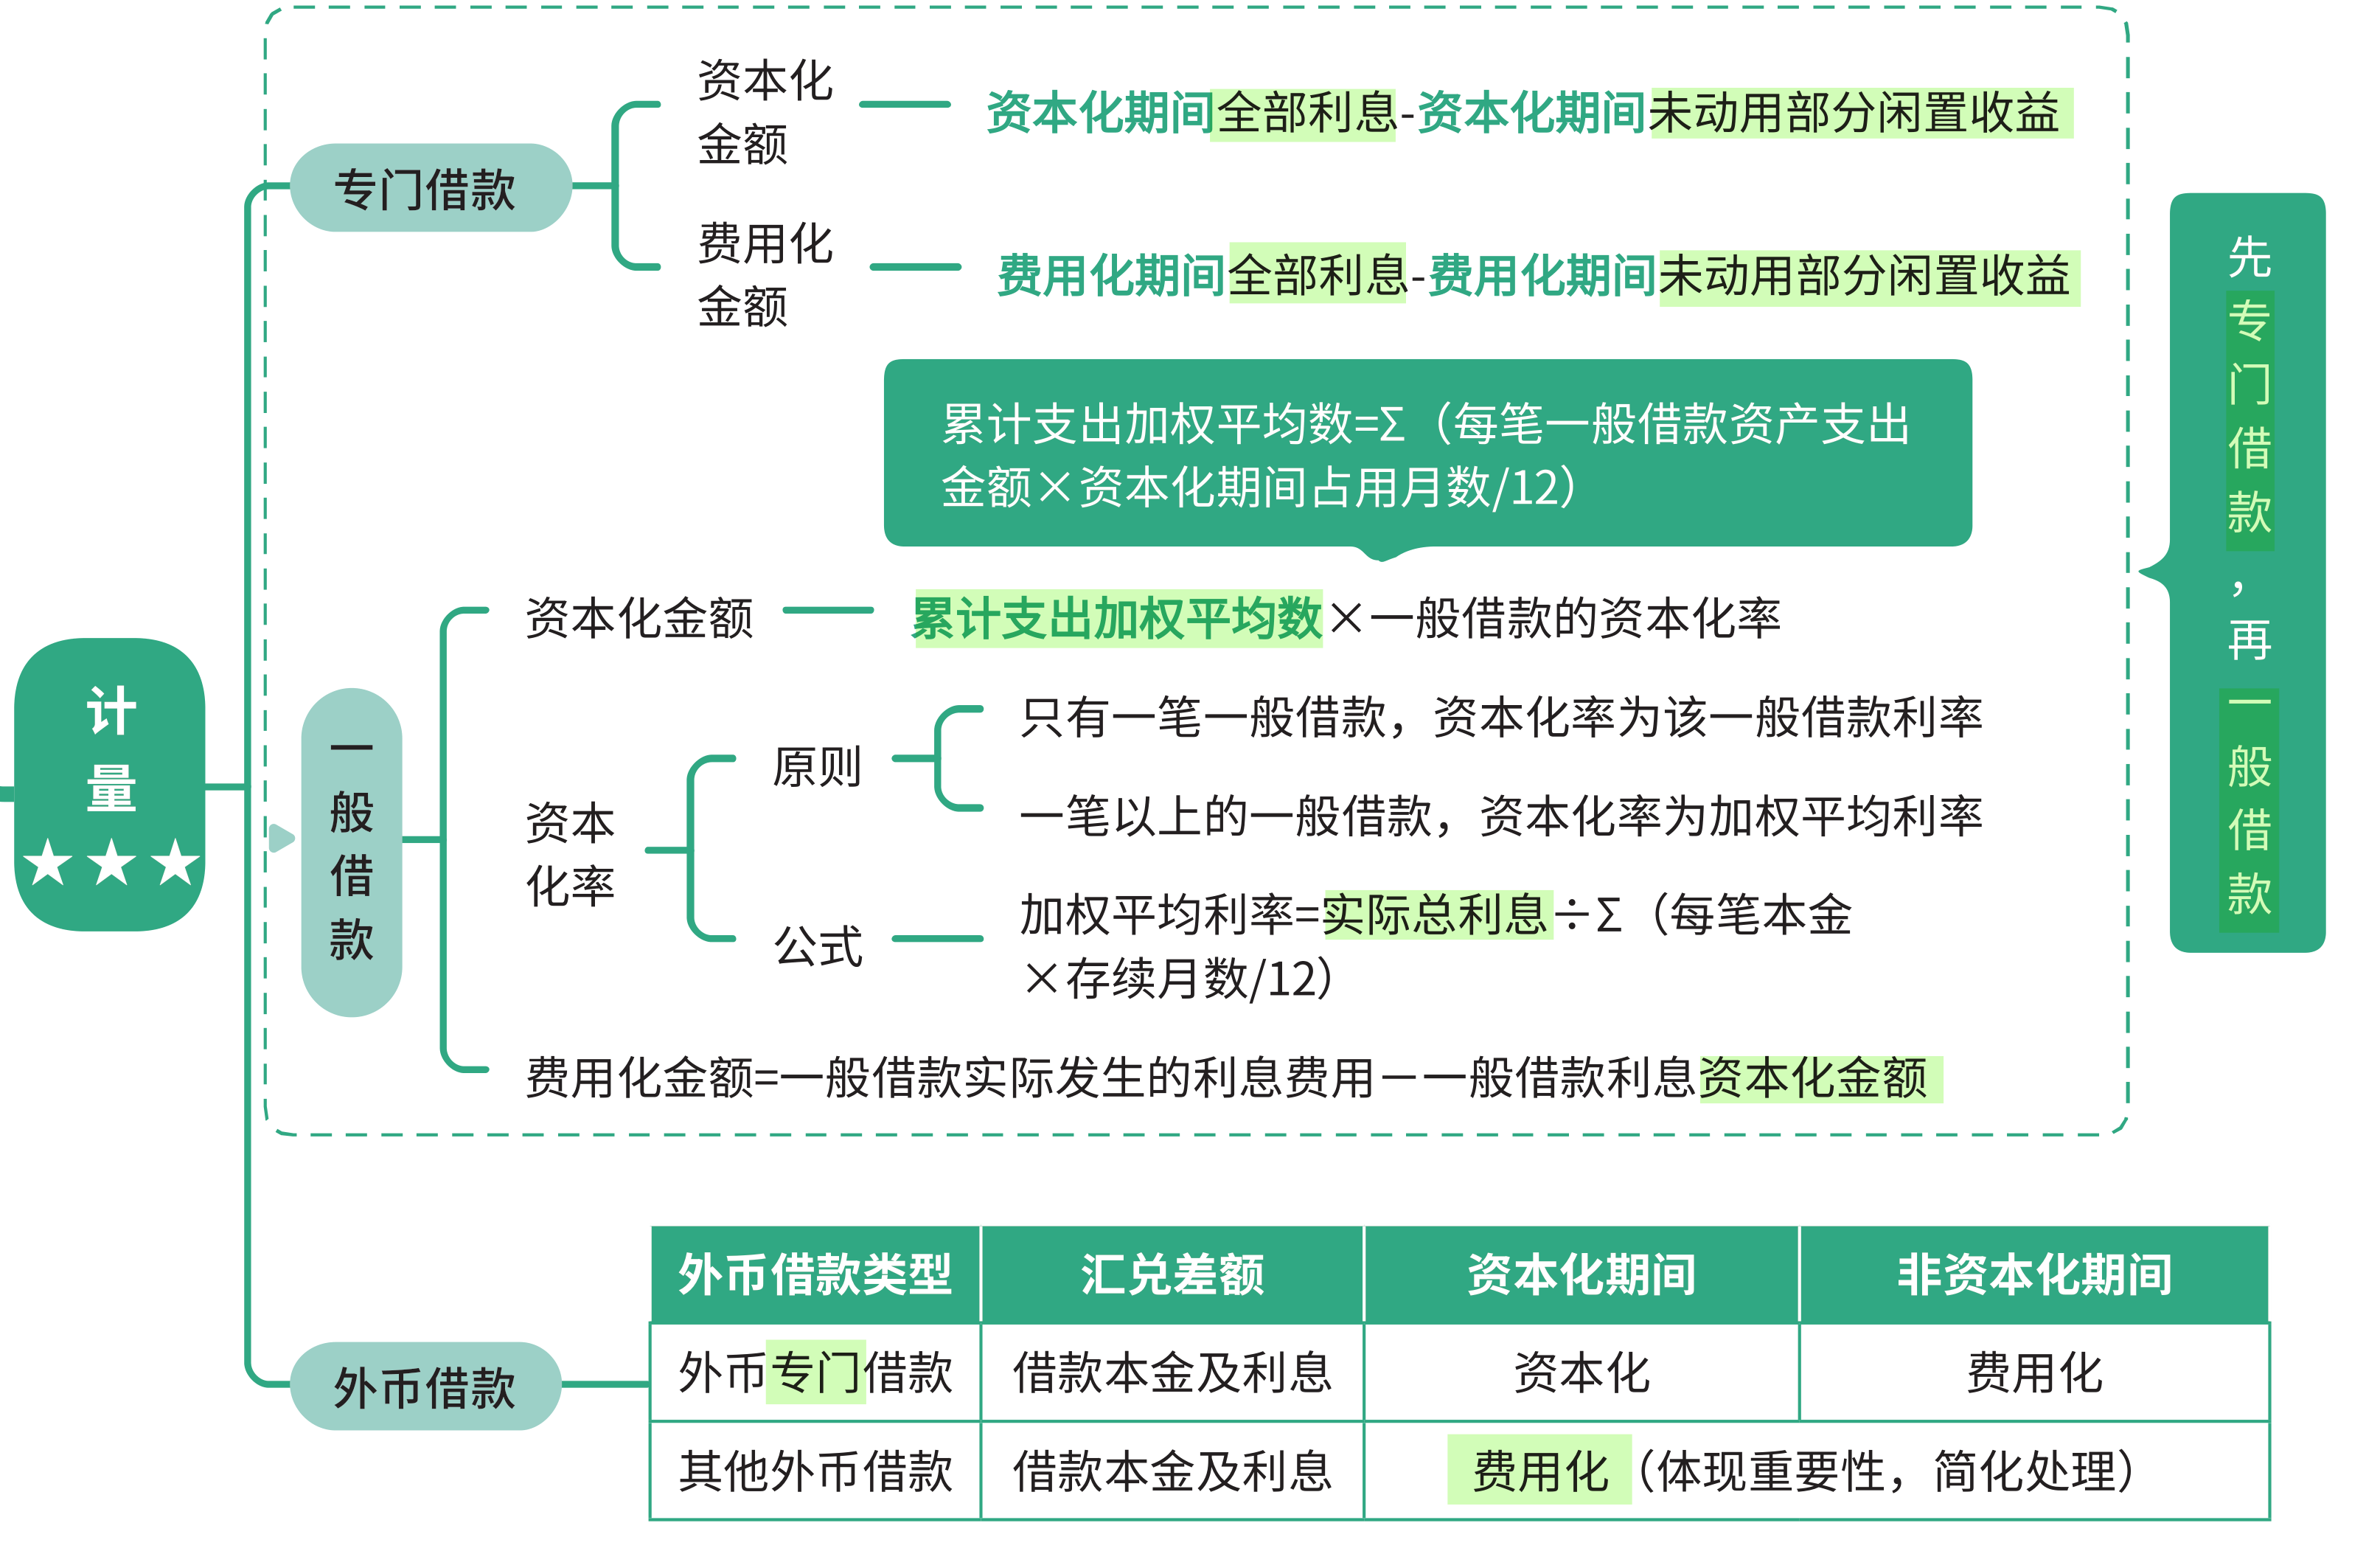 计
量
★★★
专门借款
资本化
金额
资本化期间全部利息-资本化期间未动用部分闲置收益
费用化
金额
费用化期间全部利息-费用化期间未动用部分闲置收益
累计支出加权平均数=Σ（每笔一般借款资产支出
金额×资本化期间占用月数/12）
一
般
借
款
资本化金额
累计支出加权平均数×一般借款的资本化率
资本
化率
原则
只有一笔一般借款，资本化率为该一般借款利率
一笔以上的一般借款，资本化率为加权平均利率
公式
加权平均利率=实际总利息÷Σ（每笔本金
×存续月数/12）
费用化金额=一般借款实际发生的利息费用－一般借款利息资本化金额
先
专
门
借
款
，
再
一
般
借
款
外币借款
外币借款类型 汇兑差额 资本化期间 非资本化期间
外币专门借款 借款本金及利息 资本化 费用化
其他外币借款 借款本金及利息 费用化（体现重要性，简化处理）